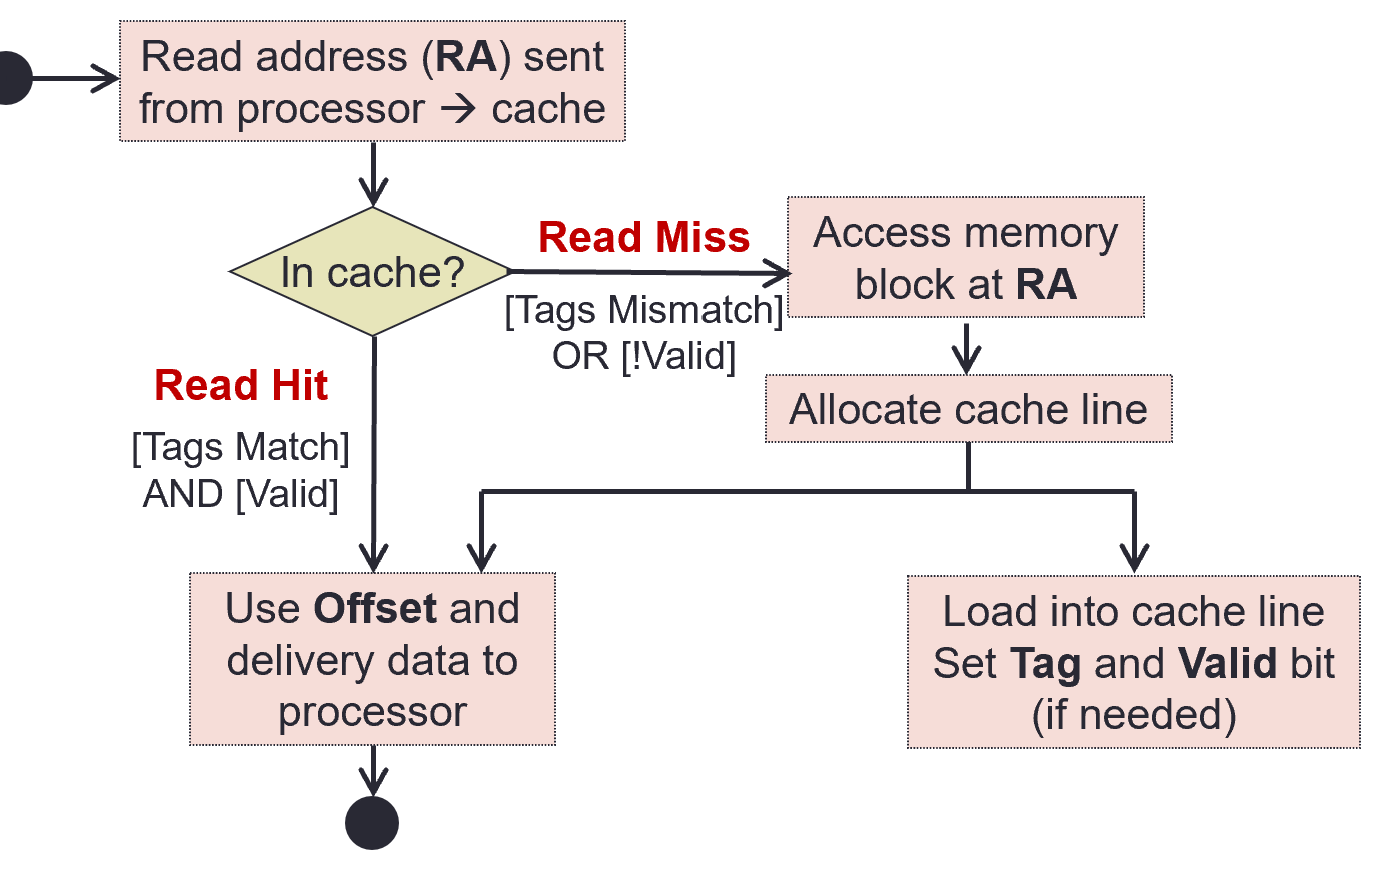 Read address (RA) sent
from processor → cache
In cache?
Read Miss
[Tags Mismatch]
OR [!Valid]
Access memory
block at RA
Allocate cache line
Read Hit
[Tags Match]
AND [Valid]
Use Offset and
delivery data to
processor
Load into cache line
Set Tag and Valid bit
(if needed)